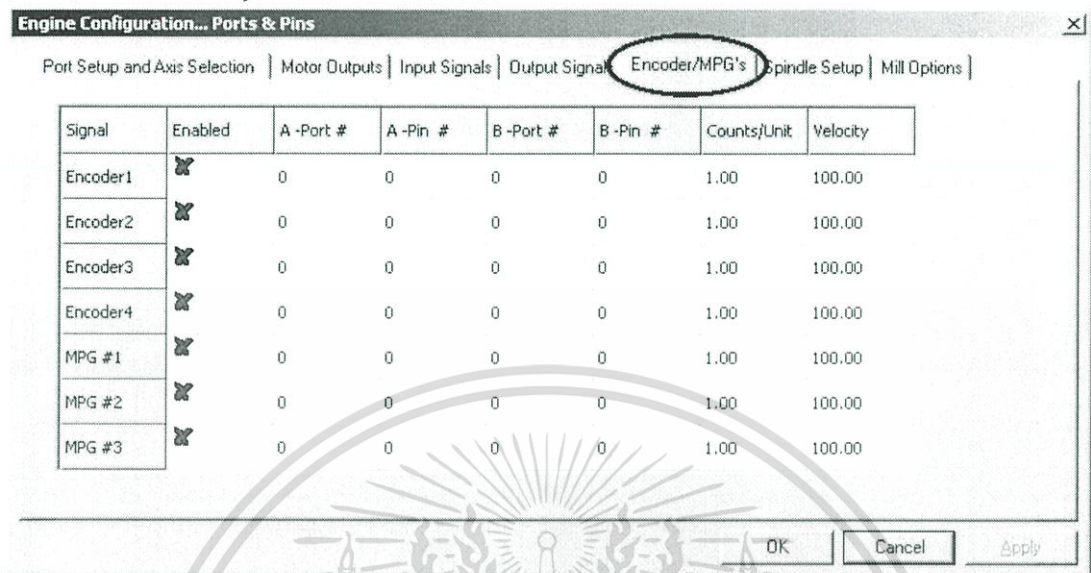 Engine Configuration... Ports & Pins
Port Setup and Axis Selection Motor Outputs Input Signals Output Signal Encoder/MPG's Spindle Setup Mill Options
Signal Enabled A -Port # A -Pin # B -Port # B -Pin # Counts/Unit Velocity
Encoder1 0 0 0 0 1.00 100.00
Encoder2 0 0 0 0 1.00 100.00
Encoder3 0 0 0 0 1.00 100.00
Encoder4 0 0 0 0 1.00 100.00
MPG #1 0 0 0 0 1.00 100.00
MPG #2 0 0 0 0 1.00 100.00
MPG #3 0 0 0 0 1.00 100.00
OK Cancel Apply